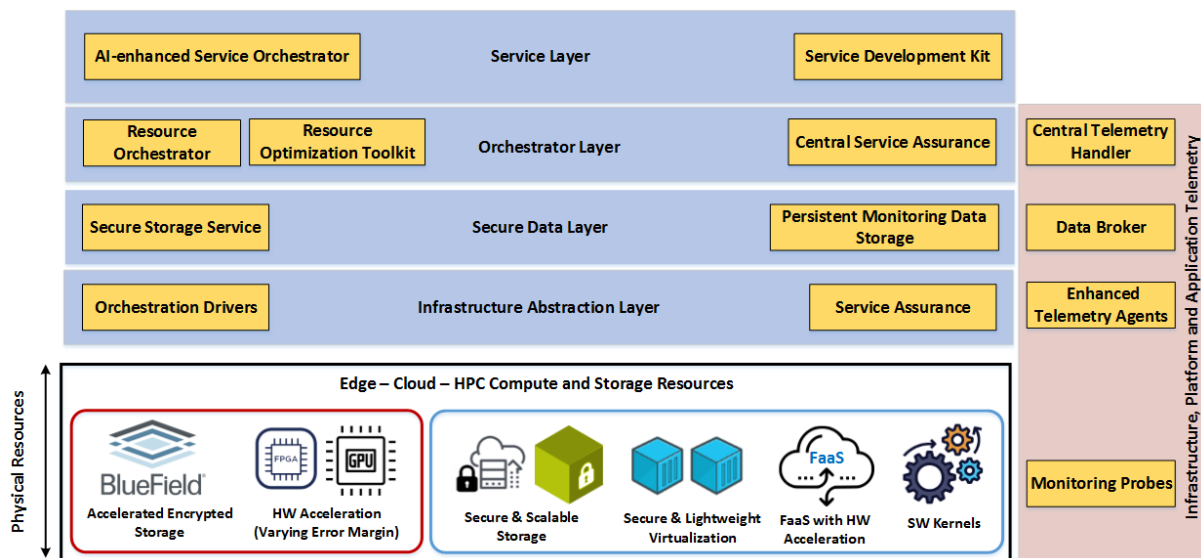 AI-enhanced Service Orchestrator
Service Layer
Service Development Kit
Resource
Orchestrator
Resource
Optimization Toolkit
Orchestrator Layer
Central Service Assurance
Central Telemetry
Handler
Secure Storage Service
Secure Data Layer
Persistent Monitoring Data
Storage
Data Broker
Orchestration Drivers
Infrastructure Abstraction Layer
Service Assurance
Enhanced
Telemetry Agents
Infrastructure, Platform and Application Telemetry
Physical Resources
Edge – Cloud – HPC Compute and Storage Resources
BlueField®
Accelerated Encrypted
Storage
FPGA
GPU
HW Acceleration
(Varying Error Margin)
Secure & Scalable
Storage
Secure & Lightweight
Virtualization
FaaS
FaaS with HW
Acceleration
SW Kernels
Monitoring Probes